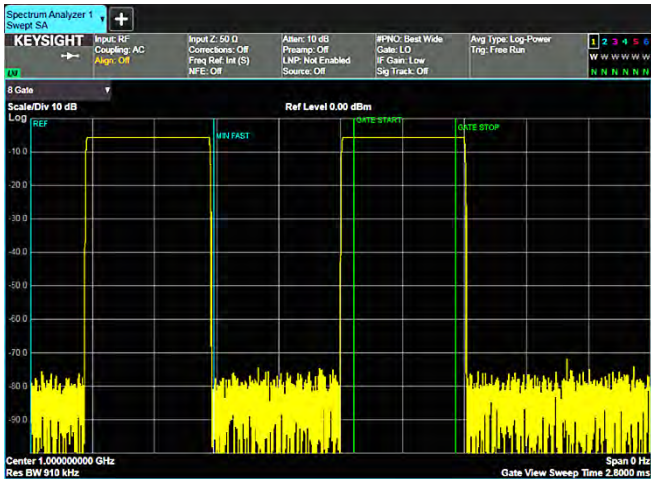 Spectrum Analyzer 1
Swept SA
KEYSIGHT
Input: RF
Coupling: AC
Align: Off
Input Z: 50 Ω
Corrections: Off
Freq Ref: Int (S)
NFE: Off
Atten: 10 dB
Preamp: Off
LNP: Not Enabled
Source: Off
#PNO: Best Wide
Gate: LO
IF Gain: Low
Sig Track: Off
Avg Type: Log-Power
Trig: Free Run
1 2 3 4 5 6
W W W W W W
N N N N N N
LXI
8 Gate
Scale/Div 10 dB
Ref Level 0.00 dBm
Log
REF
MIN FAST
GATE START
GATE STOP
-10.0
-20.0
-30.0
-40.0
-50.0
-60.0
-70.0
-80.0
-90.0
Center 1.000000000 GHz
Span 0 Hz
Res BW 910 kHz
Gate View Sweep Time 2.8000 ms